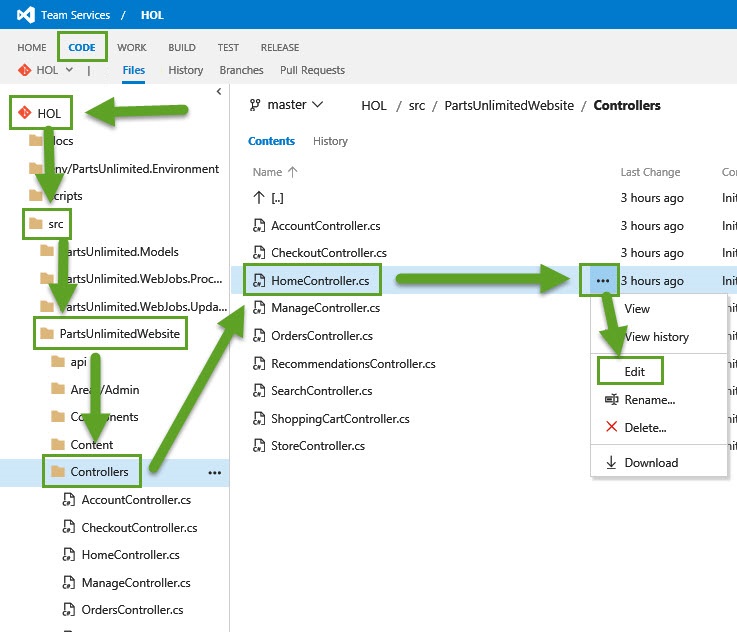 Team Services / HOL
HOME CODE WORK BUILD TEST RELEASE
HOL | Files History Branches Pull Requests
HOL
docs
env/PartsUnlimited.Environment
scripts
src
PartsUnlimited.Models
PartsUnlimited.WebJobs.Proc...
PartsUnlimited.WebJobs.Upda...
PartsUnlimitedWebsite
api
Areas/Admin
Components
Content
Controllers ...
AccountController.cs
CheckoutController.cs
HomeController.cs
ManageController.cs
OrdersController.cs
master HOL / src / PartsUnlimitedWebsite / Controllers
Contents History
Name Last Change
[..] 3 hours ago Init
AccountController.cs 3 hours ago Init
CheckoutController.cs 3 hours ago Init
HomeController.cs ... 3 hours ago Init
ManageController.cs
OrdersController.cs
RecommendationsController.cs
SearchController.cs
ShoppingCartController.cs
StoreController.cs
View
View history
Edit
Rename...
Delete...
Download